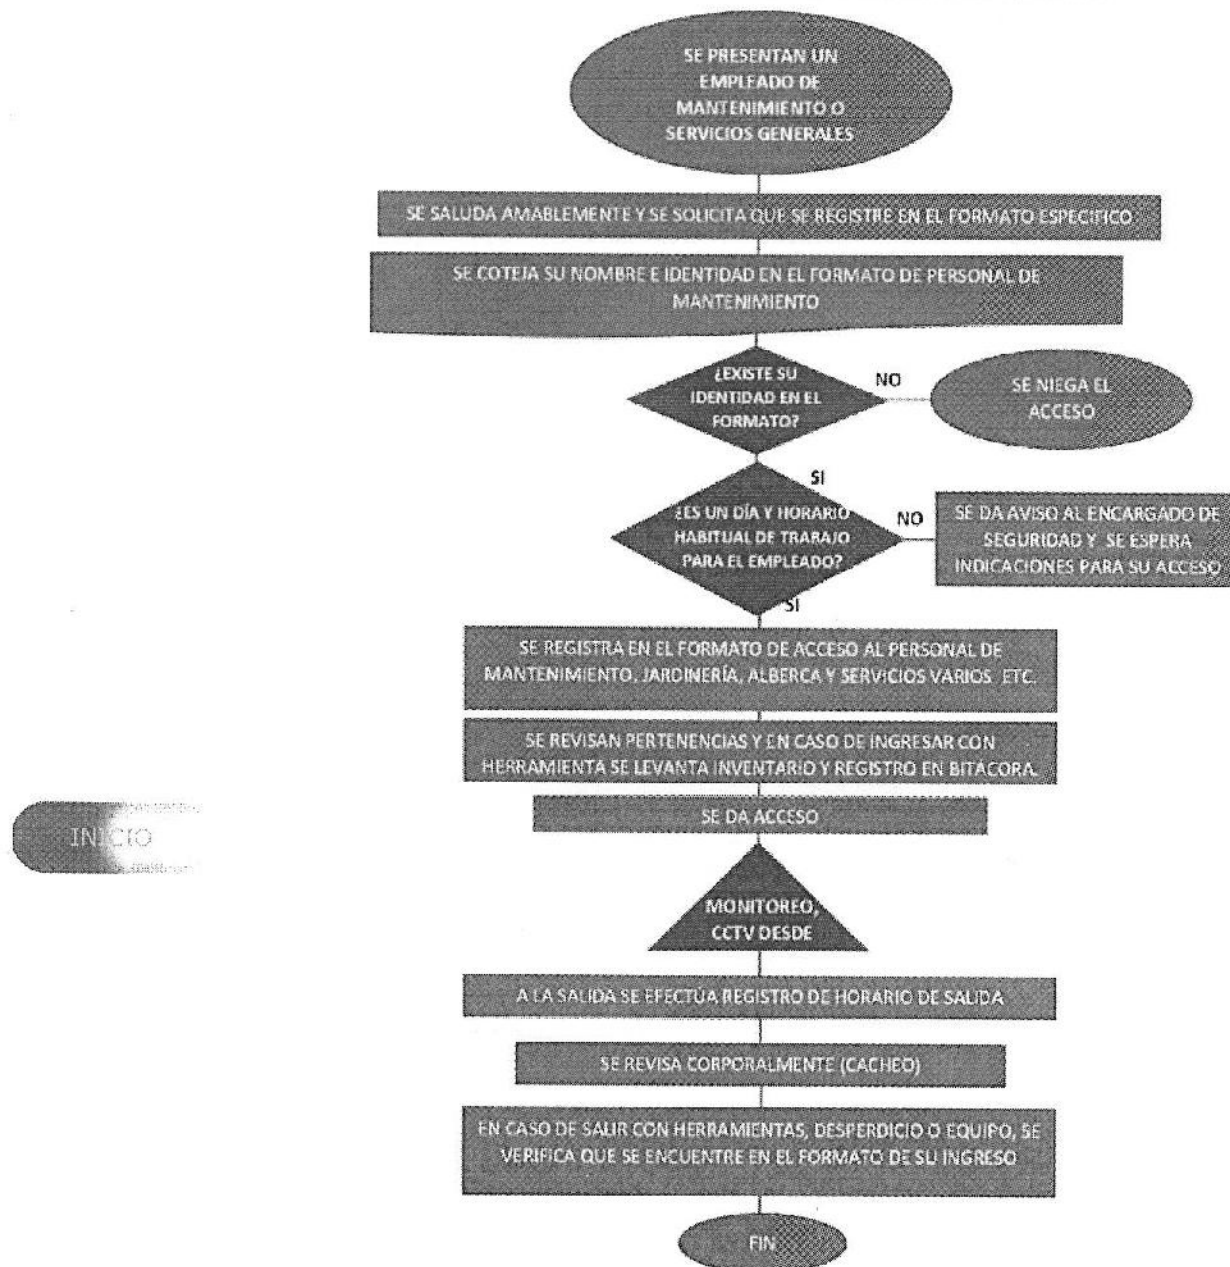 SE PRESENTAN UN
EMPLEADO DE
MANTENIMIENTO O
SERVICIOS GENERALES
SE SALUDA AMABLEMENTE Y SE SOLICITA QUE SE REGISTRE EN EL FORMATO ESPECIFICO
SE COTEJA SU NOMBRE E IDENTIDAD EN EL FORMATO DE PERSONAL DE
MANTENIMIENTO
¿EXISTE SU
IDENTIDAD EN EL
FORMATO?
NO
SE NIEGA EL
ACCESO
SI
¿ES UN DÍA Y HORARIO
HABITUAL DE TRABAJO
PARA EL EMPLEADO?
NO
SE DA AVISO AL ENCARGADO DE
SEGURIDAD Y SE ESPERA
INDICACIONES PARA SU ACCESO
SI
SE REGISTRA EN EL FORMATO DE ACCESO AL PERSONAL DE
MANTENIMIENTO, JARDINERÍA, ALBERCA Y SERVICIOS VARIOS ETC.
SE REVISAN PERTENENCIAS Y EN CASO DE INGRESAR CON
HERRAMIENTA SE LEVANTA INVENTARIO Y REGISTRO EN BITÁCORA.
SE DA ACCESO
INICIO
MONITOREO,
CCTV DESDE
A LA SALIDA SE EFECTÚA REGISTRO DE HORARIO DE SALIDA
SE REVISA CORPORALMENTE (CACHEO)
EN CASO DE SALIR CON HERRAMIENTAS, DESPERDICIO O EQUIPO, SE
VERIFICA QUE SE ENCUENTRE EN EL FORMATO DE SU INGRESO
FIN